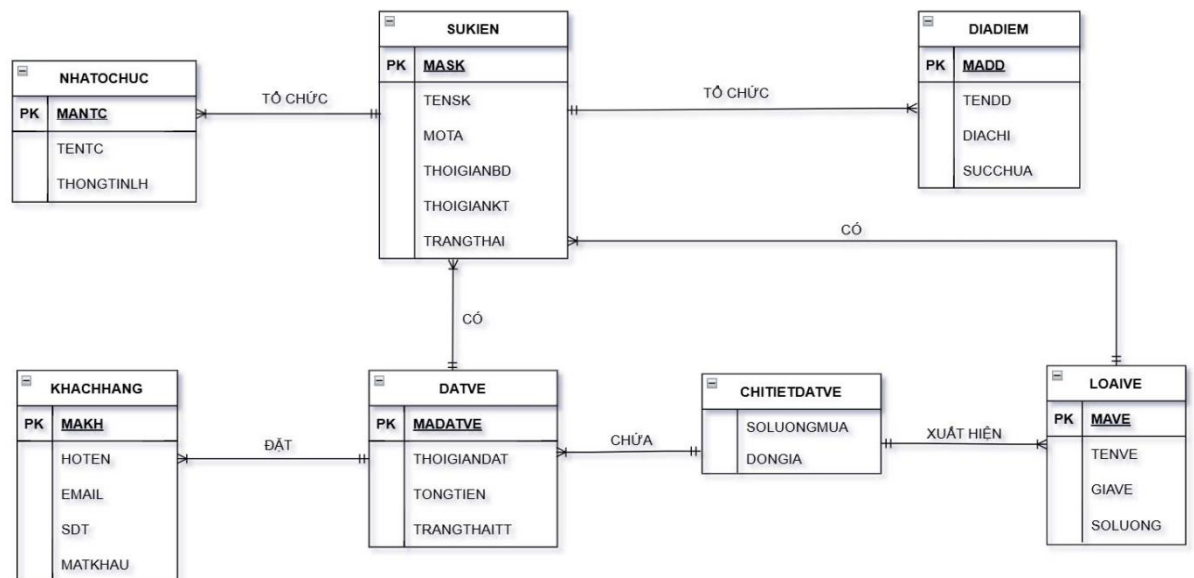 NHATOCHUC
PK MANTC
TENTC
THONGTINLH
TỔ CHỨC
SUKIEN
PK MASK
TENSK
MOTA
THOIGIANBD
THOIGIANKT
TRANGTHAI
TỔ CHỨC
DIADIEM
PK MADD
TENDD
DIACHI
SUCCHUA
CÓ
CÓ
KHACHHANG
PK MAKH
HOTEN
EMAIL
SDT
MATKHAU
ĐẶT
DATVE
PK MADATVE
THOIGIANDAT
TONGTIEN
TRANGTHAITT
CHỨA
CHITIETDATVE
SOLUONGMUA
DONGIA
XUẤT HIỆN
LOAIVE
PK MAVE
TENVE
GIAVE
SOLUONG